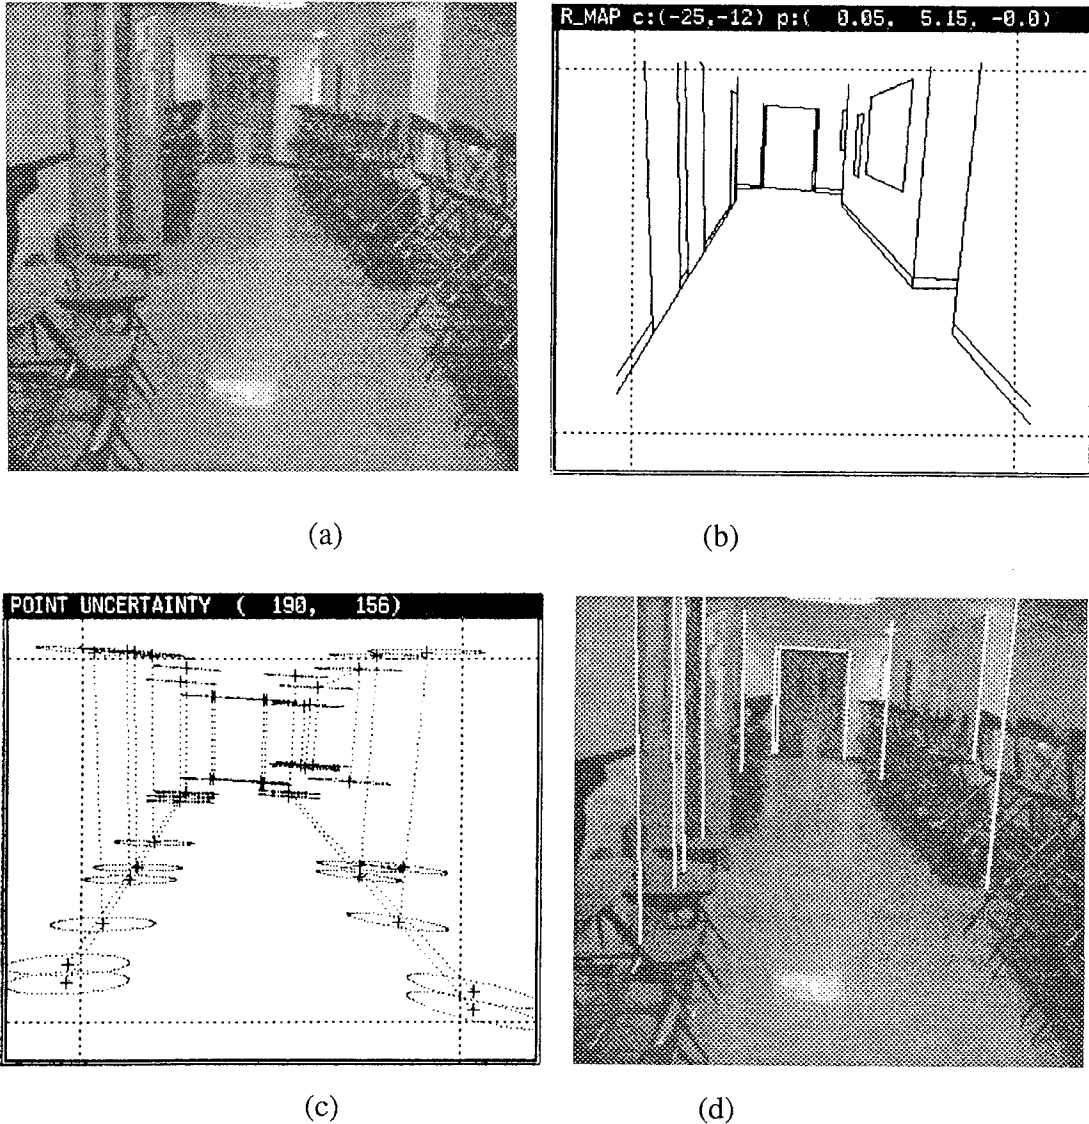 R_MAP c:(-25,-12) p:( 0.05, 5.15, -0.0)
(a)
(b)
POINT UNCERTAINTY ( 190, 156)
(c)
(d)